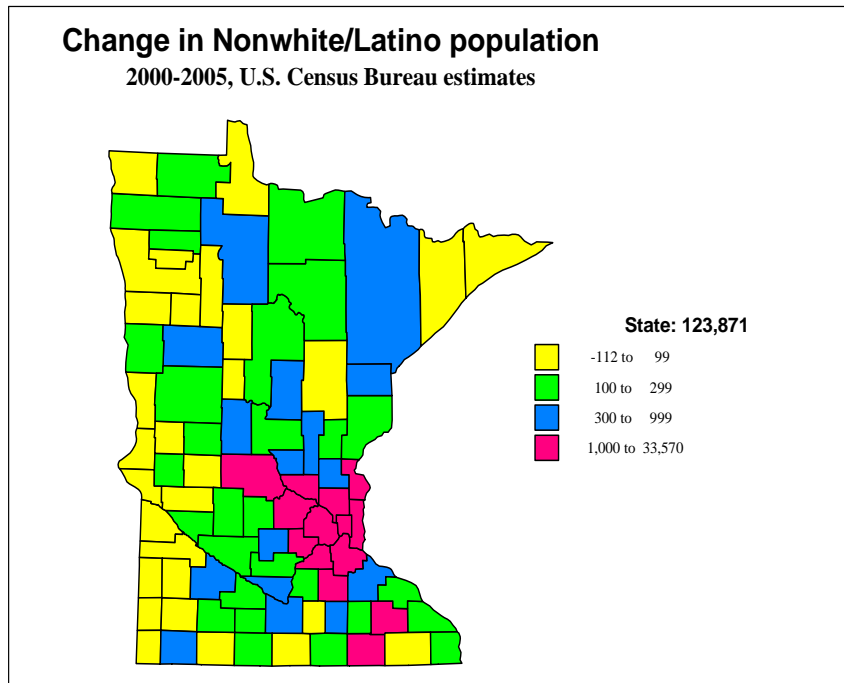 Change in Nonwhite/Latino population
2000-2005, U.S. Census Bureau estimates
State: 123,871
-112 to 99
100 to 299
300 to 999
1,000 to 33,570